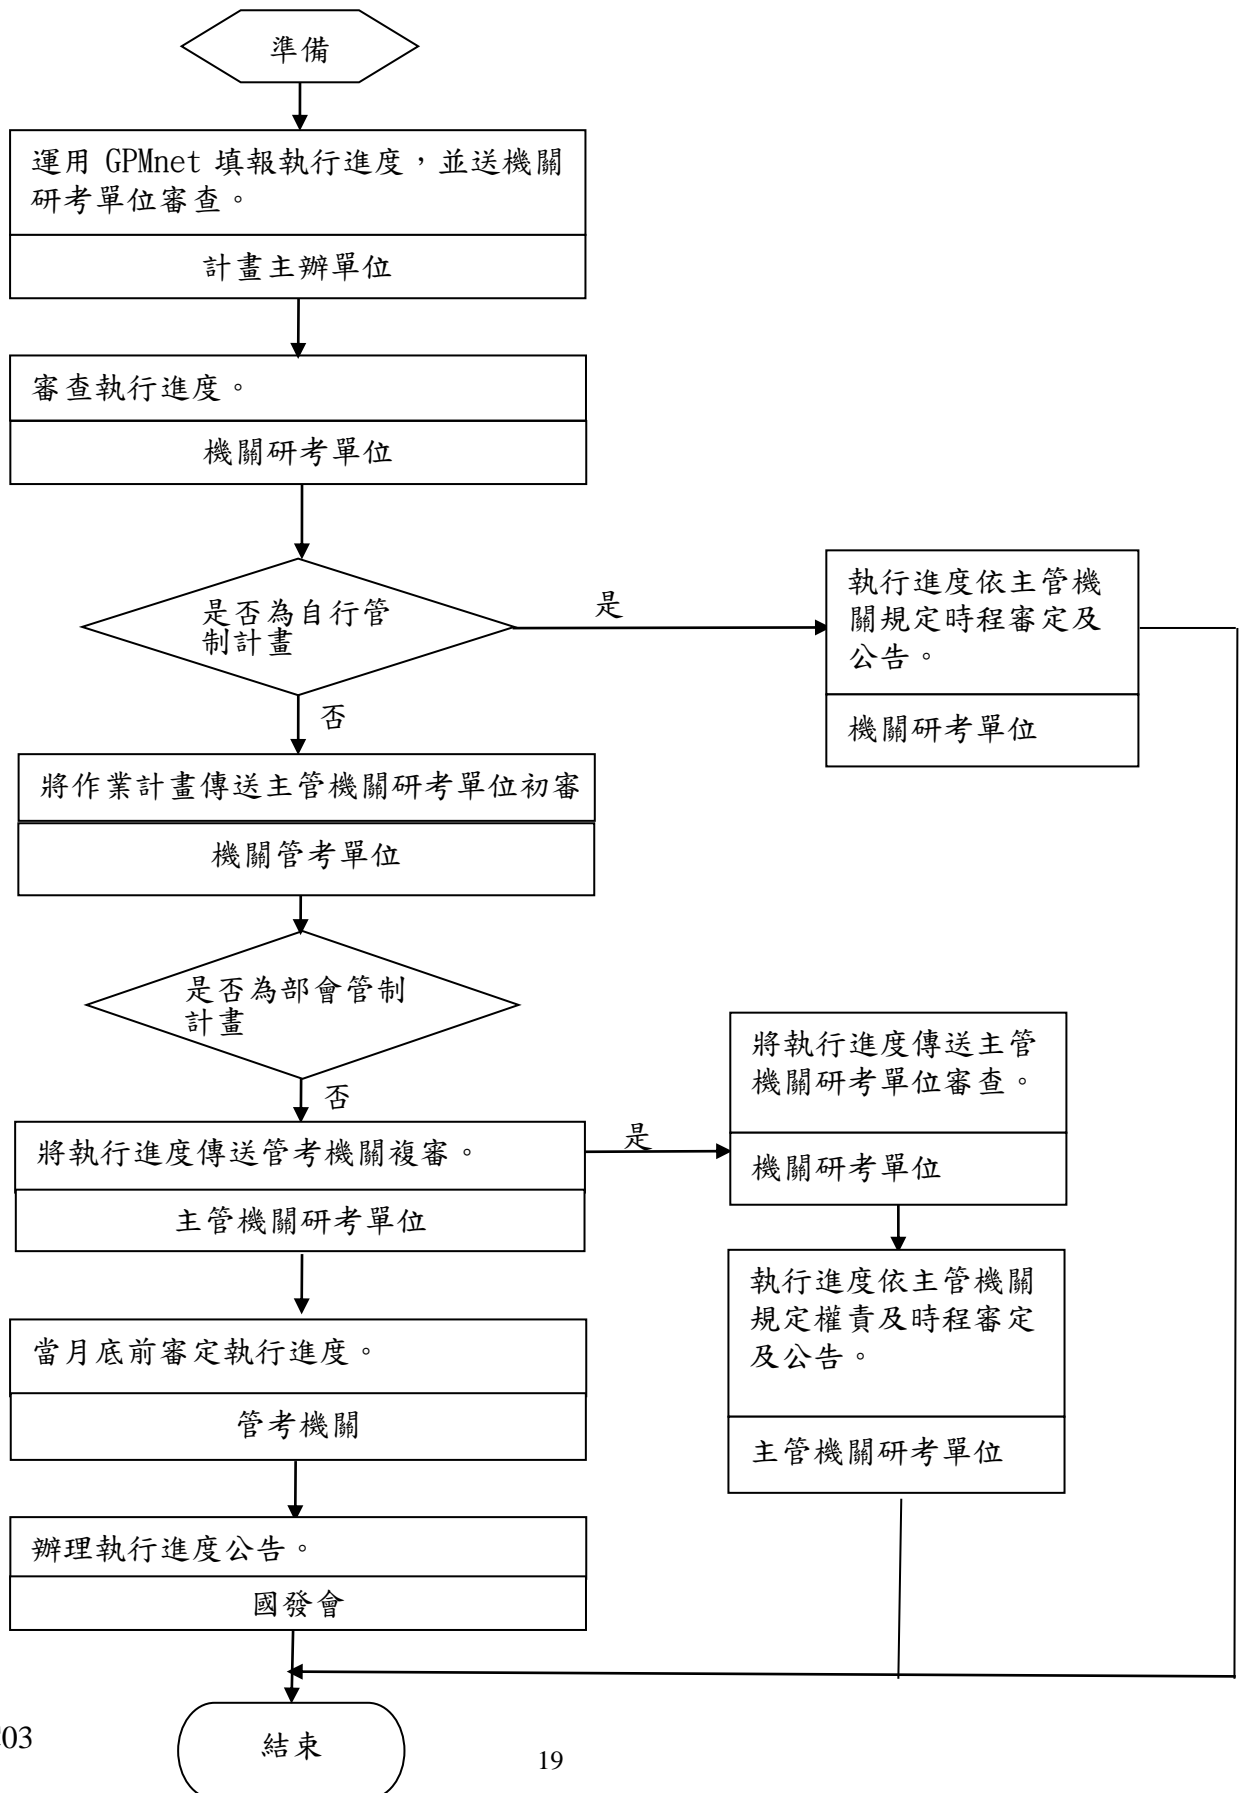 準備
運用 GPMnet 填報執行進度，並送機關
研考單位審查。
計畫主辦單位
審查執行進度。
機關研考單位
是否為自行管
制計畫
是
執行進度依主管機
關規定時程審定及
公告。
機關研考單位
否
將作業計畫傳送主管機關研考單位初審
機關管考單位
是否為部會管制
計畫
否
將執行進度傳送管考機關複審。
主管機關研考單位
是
將執行進度傳送主管
機關研考單位審查。
機關研考單位
執行進度依主管機關
規定權責及時程審定
及公告。
主管機關研考單位
當月底前審定執行進度。
管考機關
辦理執行進度公告。
國發會
結束
03
19